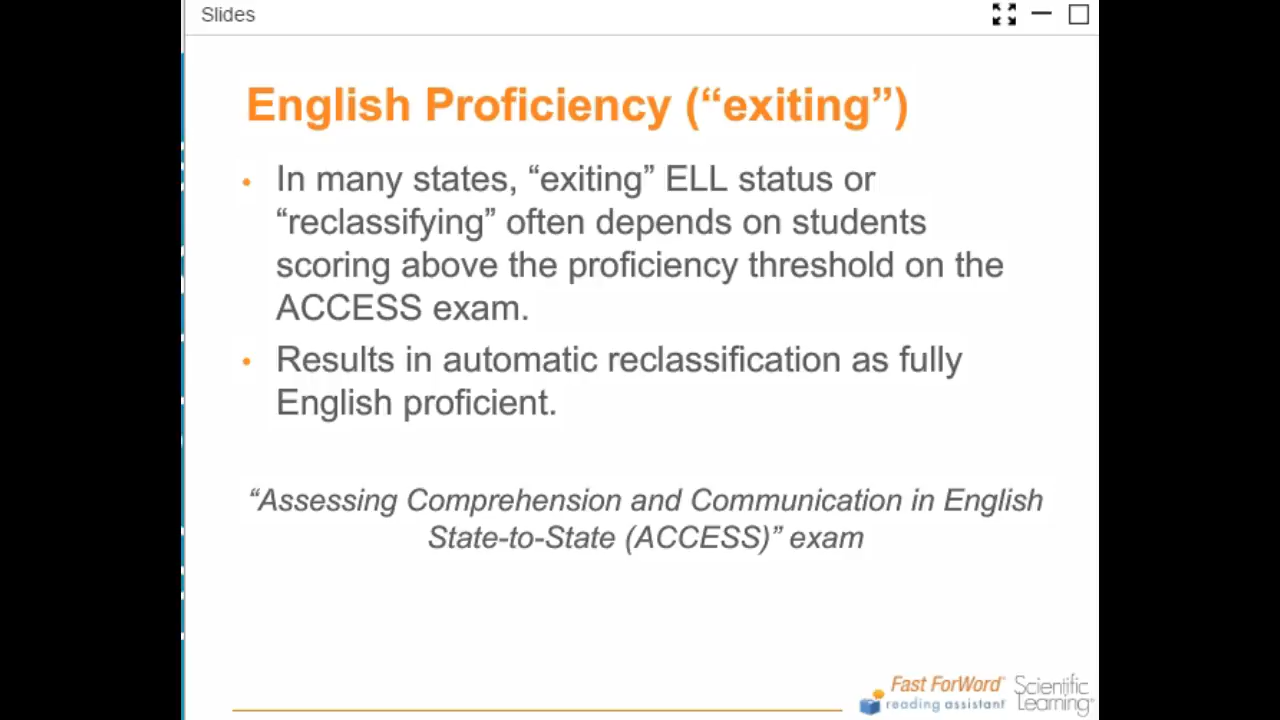 Slides
English Proficiency (“exiting”)
• In many states, “exiting” ELL status or
“reclassifying” often depends on students
scoring above the proficiency threshold on the
ACCESS exam.
• Results in automatic reclassification as fully
English proficient.
“Assessing Comprehension and Communication in English
State-to-State (ACCESS)” exam
Fast ForWord
reading assistant
Scientific
Learning